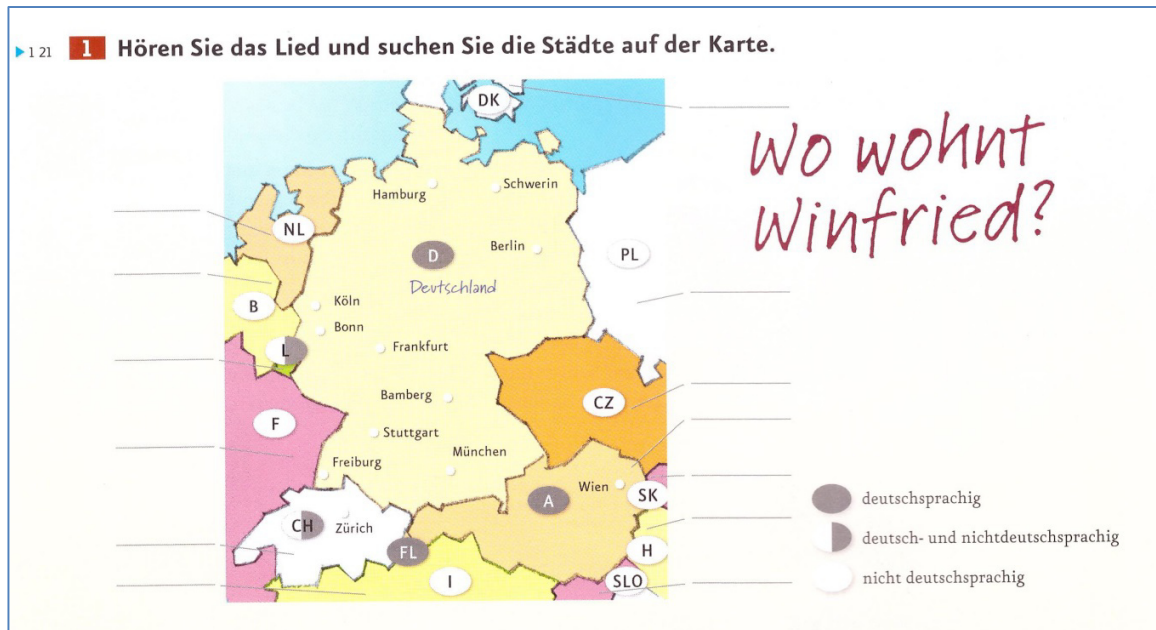 ▶ 1 21 1 Hören Sie das Lied und suchen Sie die Städte auf der Karte.
DK
Wo wohnt
Winfried?
Hamburg
Schwerin
NL
D
Berlin
PL
Deutschland
B
Köln
Bonn
L
Frankfurt
Bamberg
CZ
F
Stuttgart
München
Freiburg
Wien
SK
A
CH
Zürich
FL
H
I
SLO
deutschsprachig
deutsch- und nichtdeutschsprachig
nicht deutschsprachig